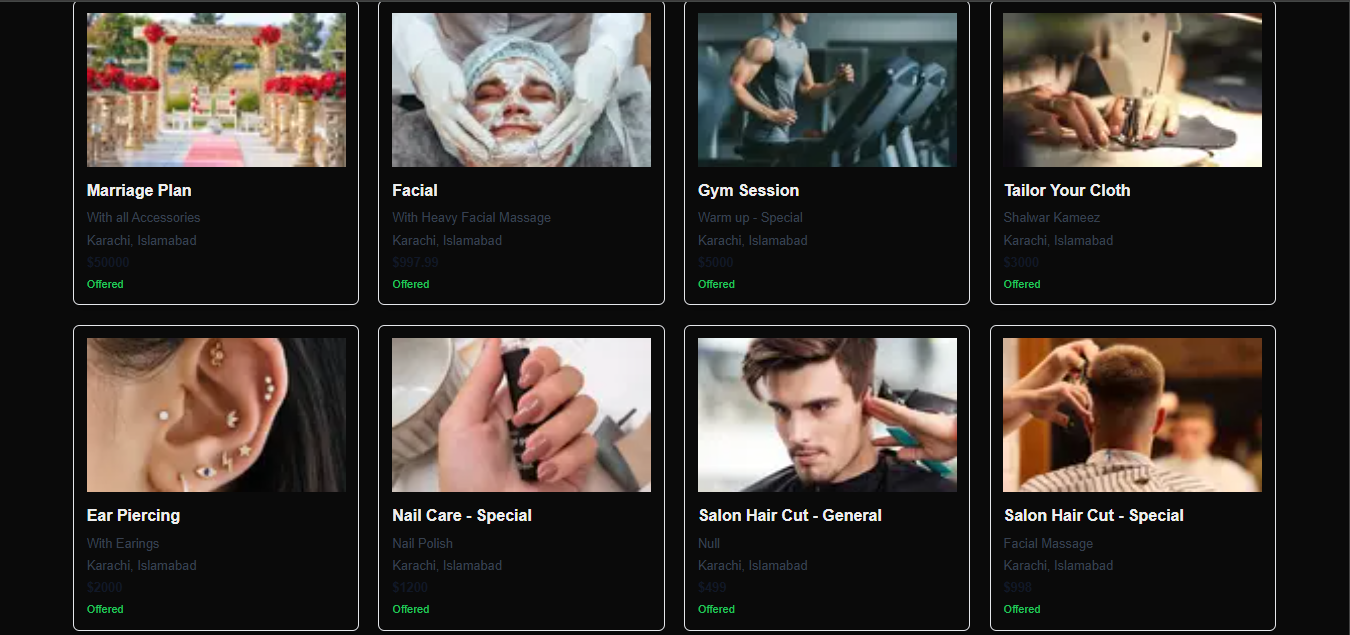 Marriage Plan
With all Accessories
Karachi, Islamabad
$50000
Offered
Facial
With Heavy Facial Massage
Karachi, Islamabad
$997.99
Offered
Gym Session
Warm up - Special
Karachi, Islamabad
$5000
Offered
Tailor Your Cloth
Shalwar Kameez
Karachi, Islamabad
$3000
Offered
Ear Piercing
With Earings
Karachi, Islamabad
$2000
Offered
Nail Care - Special
Nail Polish
Karachi, Islamabad
$1200
Offered
Salon Hair Cut - General
Null
Karachi, Islamabad
$499
Offered
Salon Hair Cut - Special
Facial Massage
Karachi, Islamabad
$998
Offered